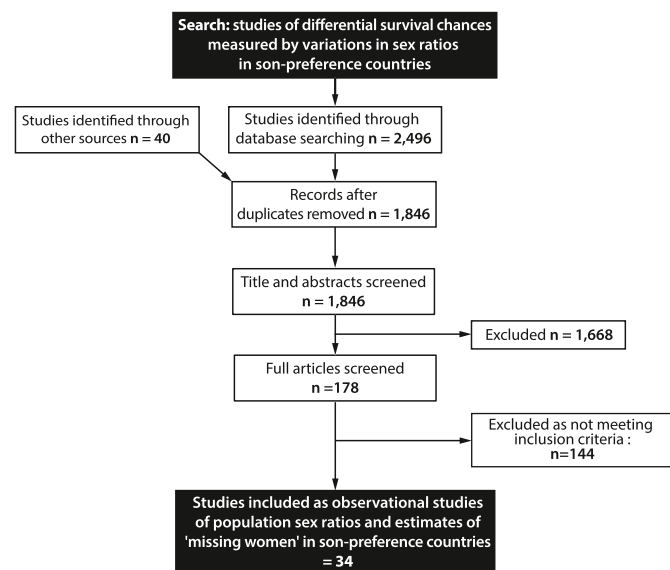 Search: studies of differential survival chances
measured by variations in sex ratios
in son-preference countries
Studies identified through
other sources n = 40
Studies identified through
database searching n = 2,496
Records after
duplicates removed n = 1,846
Title and abstracts screened
n = 1,846
Excluded n = 1,668
Full articles screened
n =178
Excluded as not meeting
inclusion criteria :
n=144
Studies included as observational studies
of population sex ratios and estimates of
'missing women' in son-preference countries
= 34